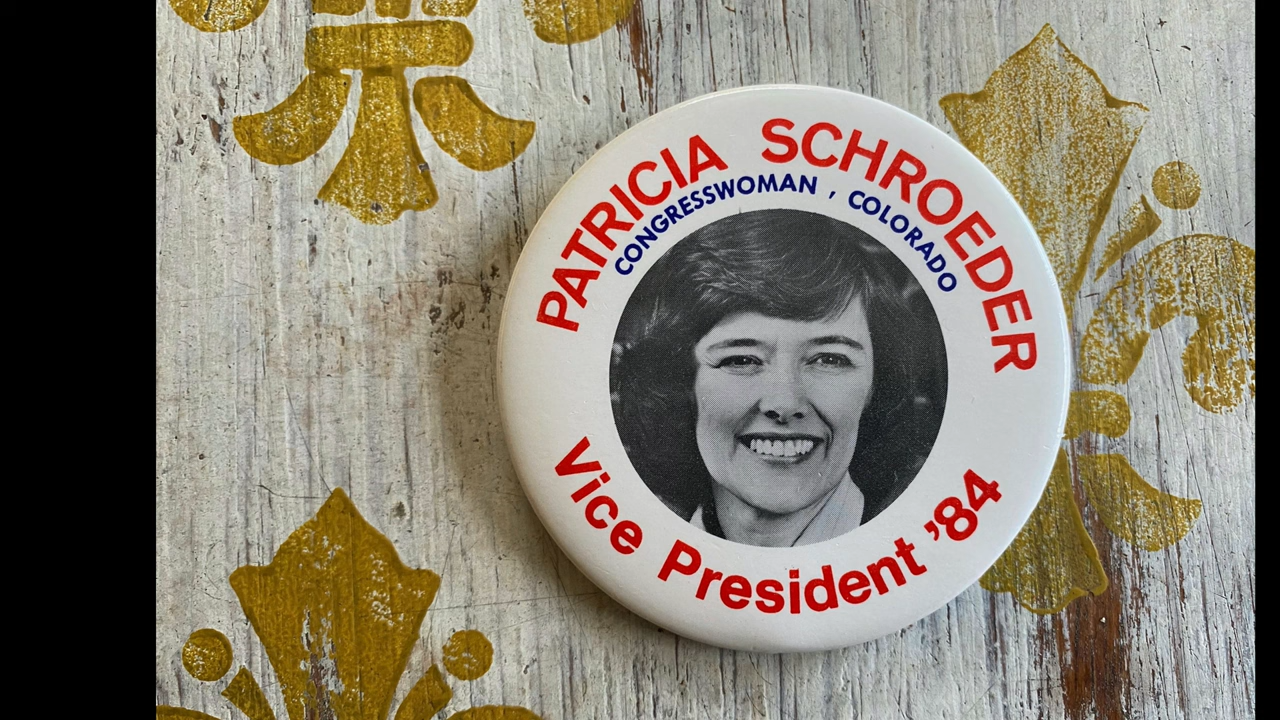 PATRICIA SCHROEDER
CONGRESSWOMAN , COLORADO
Vice President '84